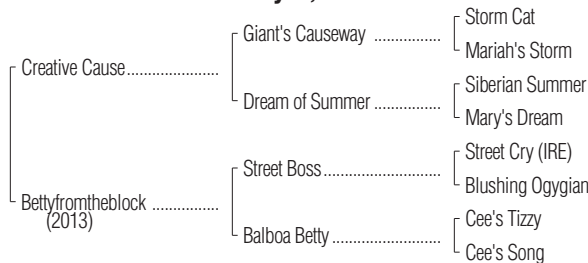 Storm Cat
Giant's Causeway ................
Mariah's Storm
Creative Cause.....................
Siberian Summer
Dream of Summer ................
Mary's Dream
Street Cry (IRE)
Street Boss............................
Blushing Ogygian
Bettyfromtheblock ................
(2013)
Cee's Tizzy
Balboa Betty..........................
Cee's Song